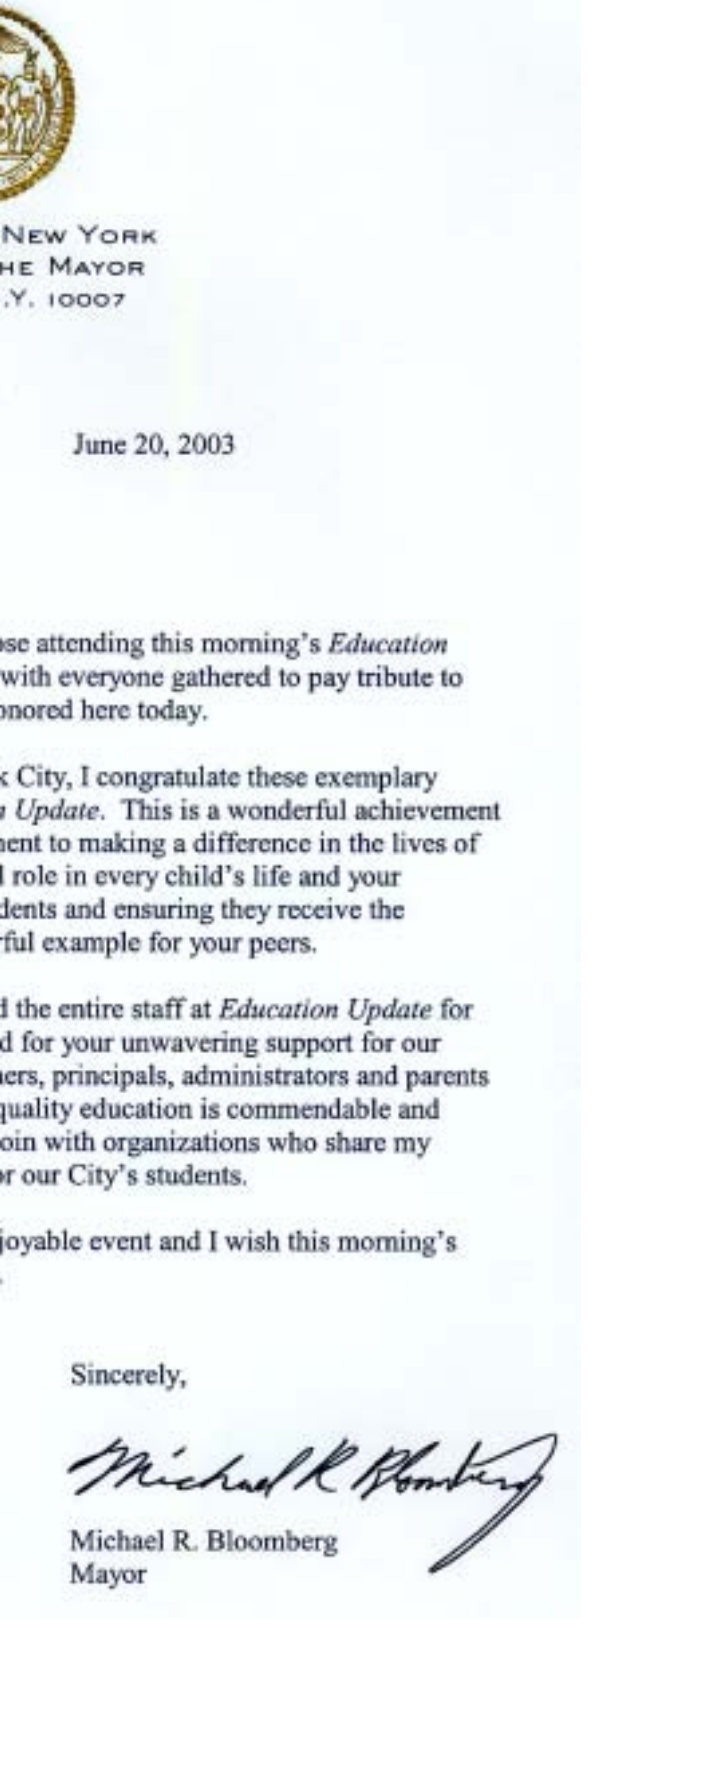 NEW YORK
HE MAYOR
.Y. 10007
June 20, 2003
ose attending this morning's Education
with everyone gathered to pay tribute to
onored here today.
k City, I congratulate these exemplary
n Update. This is a wonderful achievement
ent to making a difference in the lives of
l role in every child's life and your
dents and ensuring they receive the
rful example for your peers.
d the entire staff at Education Update for
d for your unwavering support for our
ers, principals, administrators and parents
quality education is commendable and
oin with organizations who share my
or our City's students.
joyable event and I wish this morning's
.
Sincerely,
Michael R Bloomberg
Michael R. Bloomberg
Mayor